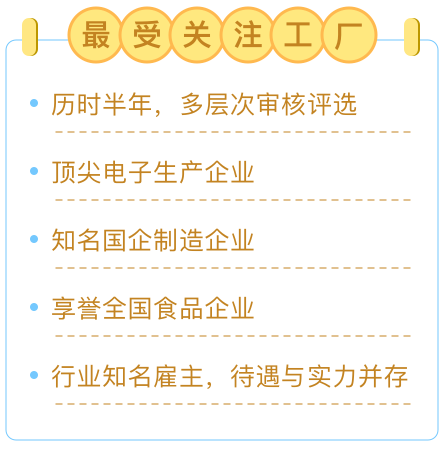 最受关注工厂
历时半年，多层次审核评选
顶尖电子生产企业
知名国企制造企业
享誉全国食品企业
行业知名雇主，待遇与实力并存